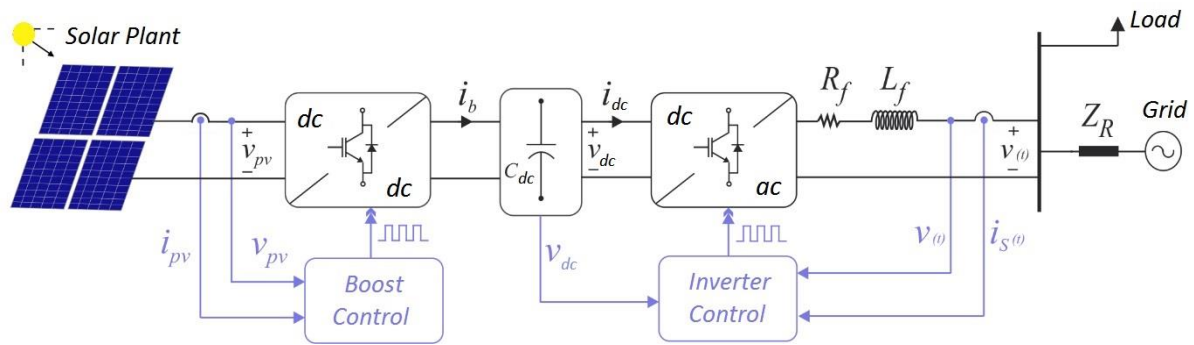 Solar Plant
Load
i_b
i_dc
R_f
L_f
Grid
dc
dc
Z_R
+
v_pv
−
C_dc
+
v_dc
−
+
v_(t)
−
dc
ac
i_pv
v_pv
v_dc
v_(t)
i_S(t)
Boost
Control
Inverter
Control